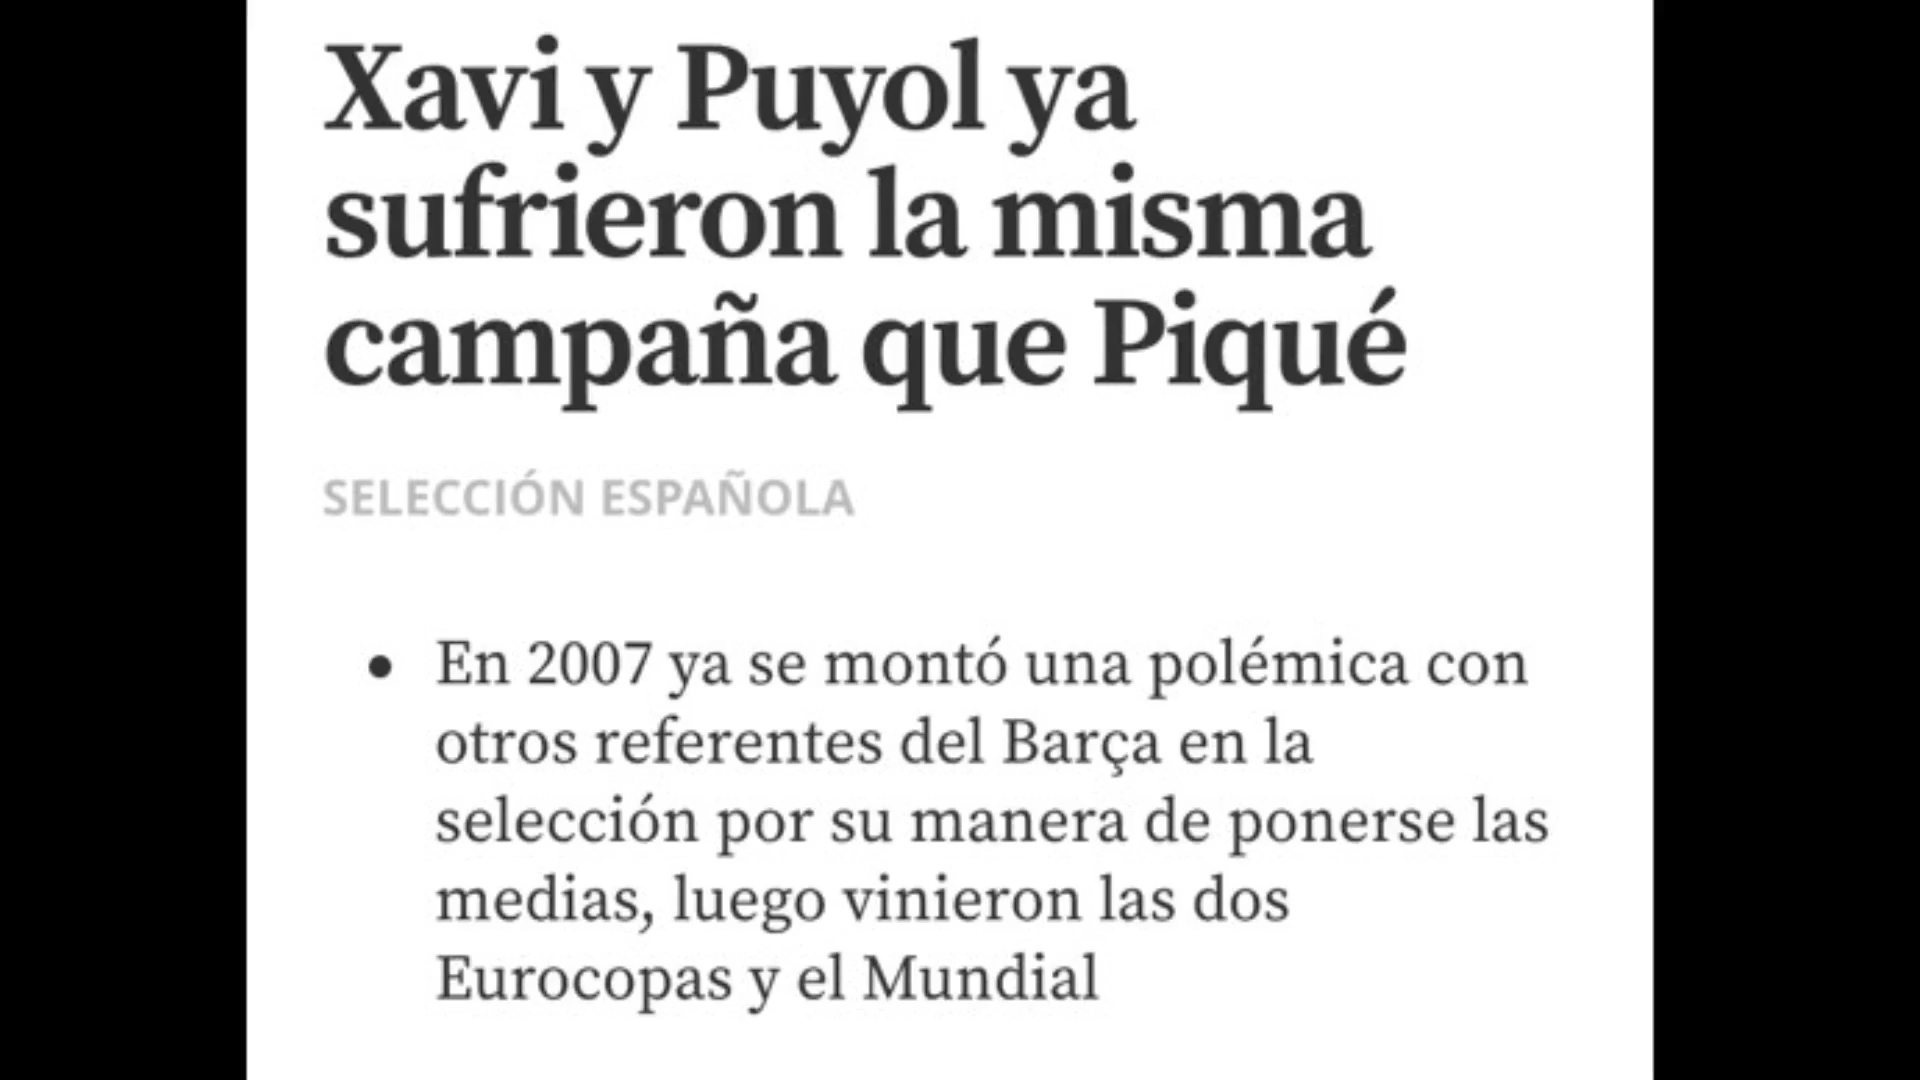 Xavi y Puyol ya
sufrieron la misma
campaña que Piqué
SELECCIÓN ESPAÑOLA
• En 2007 ya se montó una polémica con
otros referentes del Barça en la
selección por su manera de ponerse las
medias, luego vinieron las dos
Eurocopas y el Mundial